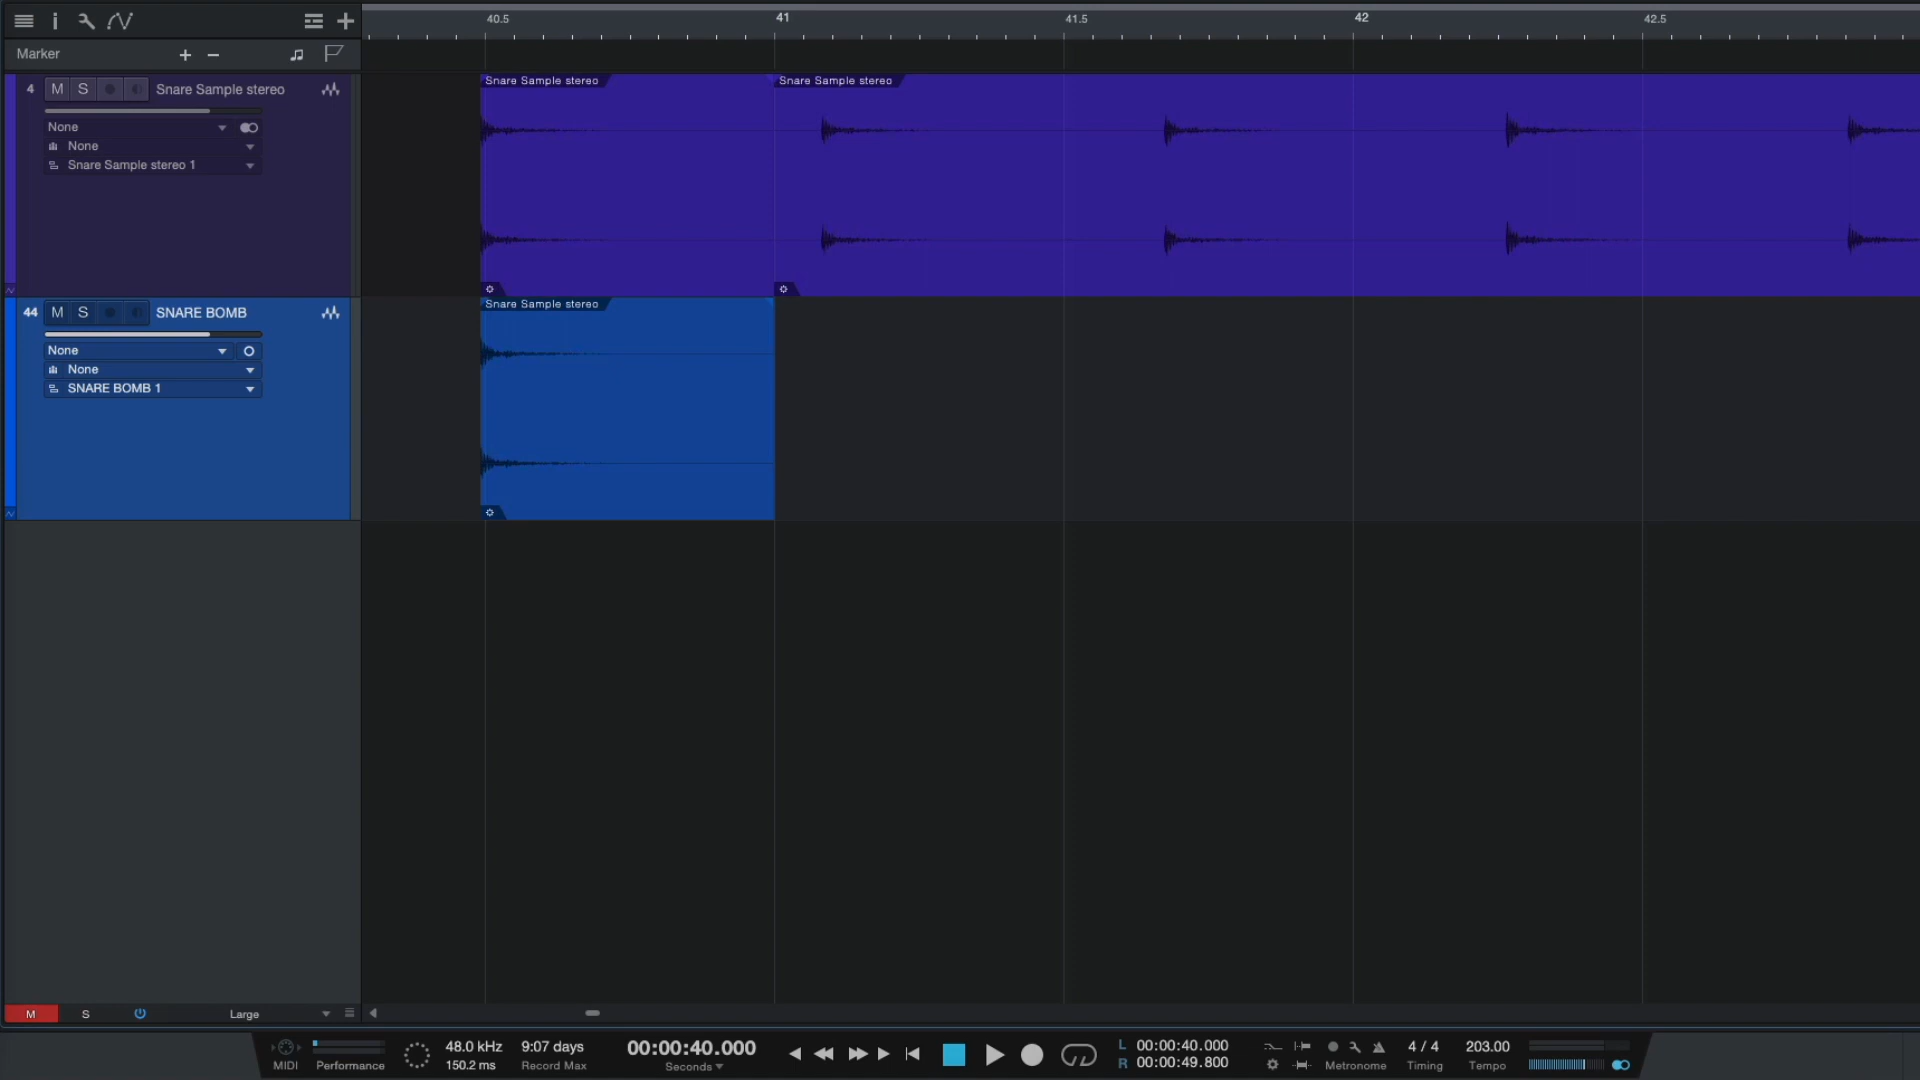 40.5 41 41.5 42 42.5
Marker
4 M S Snare Sample stereo
None
None
Snare Sample stereo 1
Snare Sample stereo Snare Sample stereo
44 M S SNARE BOMB
None
None
SNARE BOMB 1
Snare Sample stereo
M S Large
MIDI Performance
48.0 kHz
150.2 ms
9:07 days
Record Max
00:00:40.000
Seconds
L 00:00:40.000
R 00:00:49.800
Metronome
4 / 4
Timing
203.00
Tempo